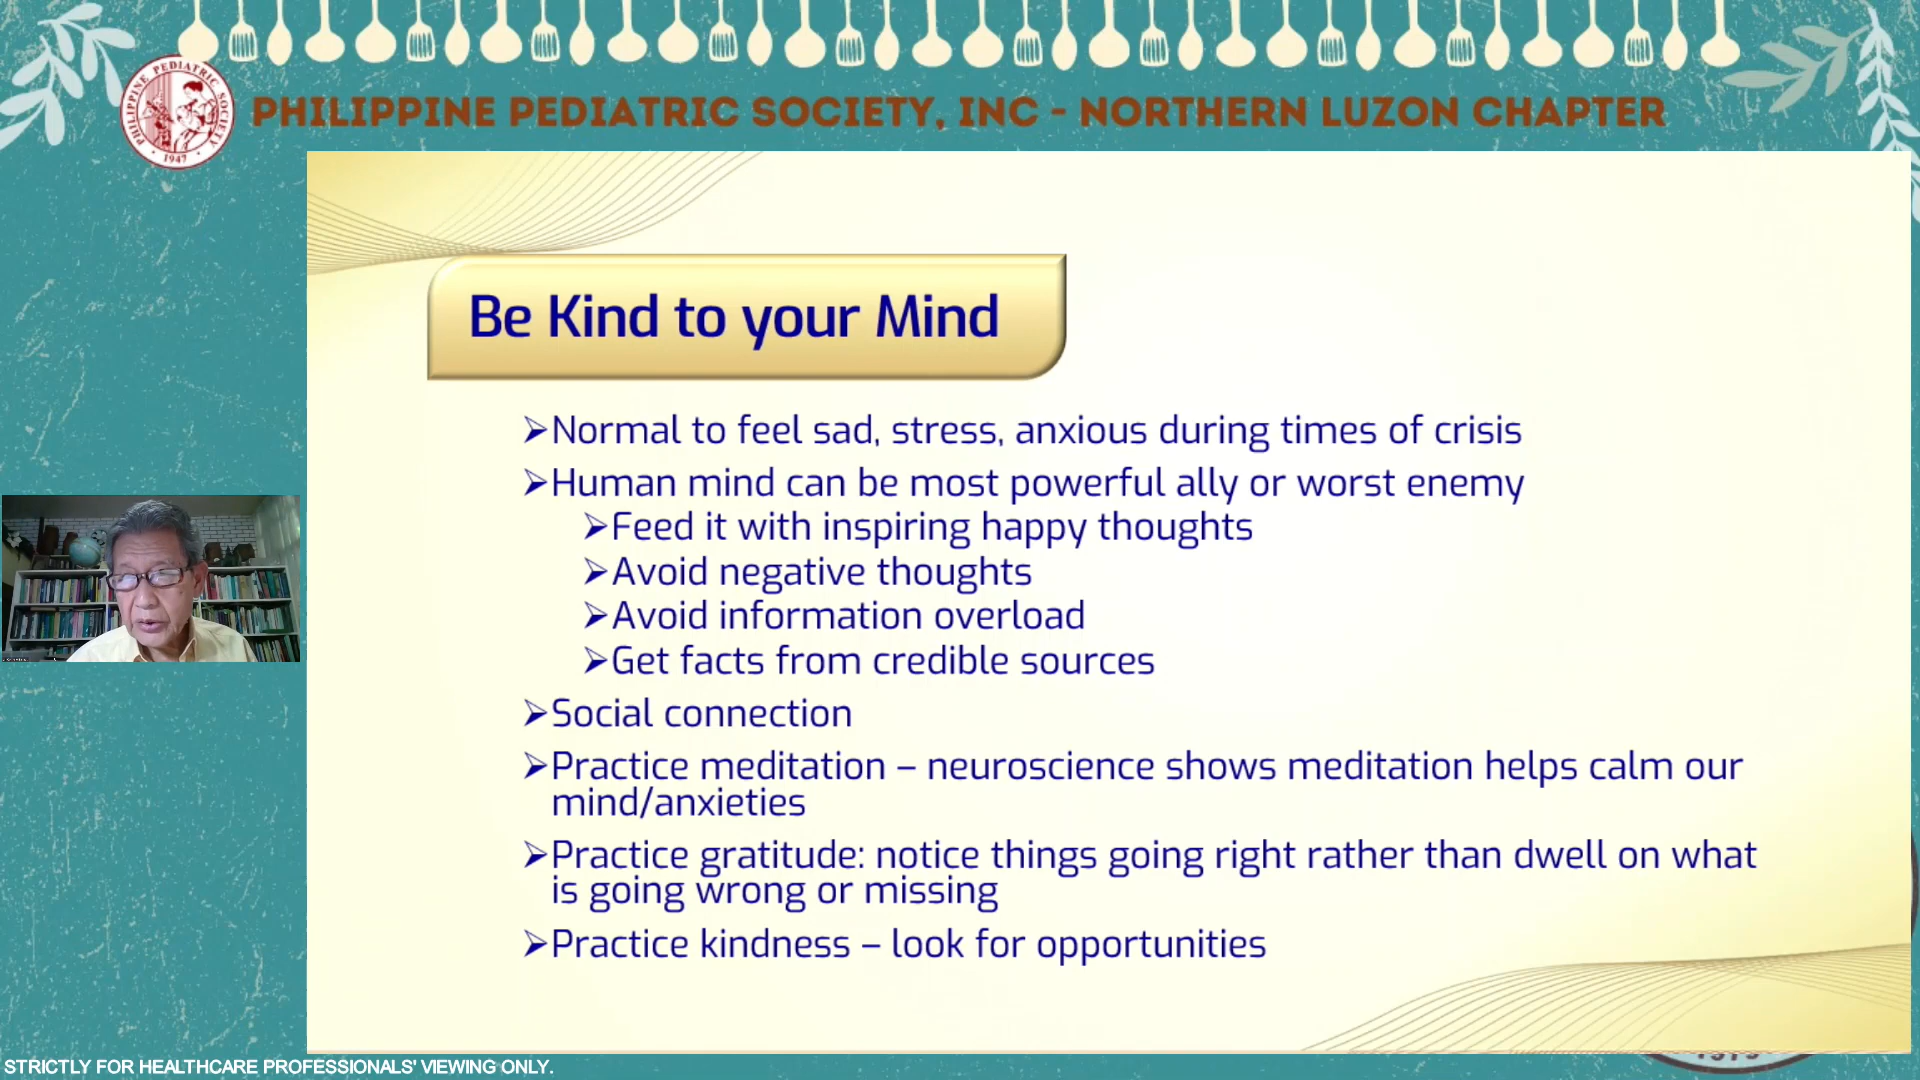 PHILIPPINE PEDIATRIC SOCIETY
1947
PHILIPPINE PEDIATRIC SOCIETY, INC - NORTHERN LUZON CHAPTER
Be Kind to your Mind
➢Normal to feel sad, stress, anxious during times of crisis
➢Human mind can be most powerful ally or worst enemy
➢Feed it with inspiring happy thoughts
➢Avoid negative thoughts
➢Avoid information overload
➢Get facts from credible sources
➢Social connection
➢Practice meditation – neuroscience shows meditation helps calm our
mind/anxieties
➢Practice gratitude: notice things going right rather than dwell on what
is going wrong or missing
➢Practice kindness – look for opportunities
STRICTLY FOR HEALTHCARE PROFESSIONALS' VIEWING ONLY.